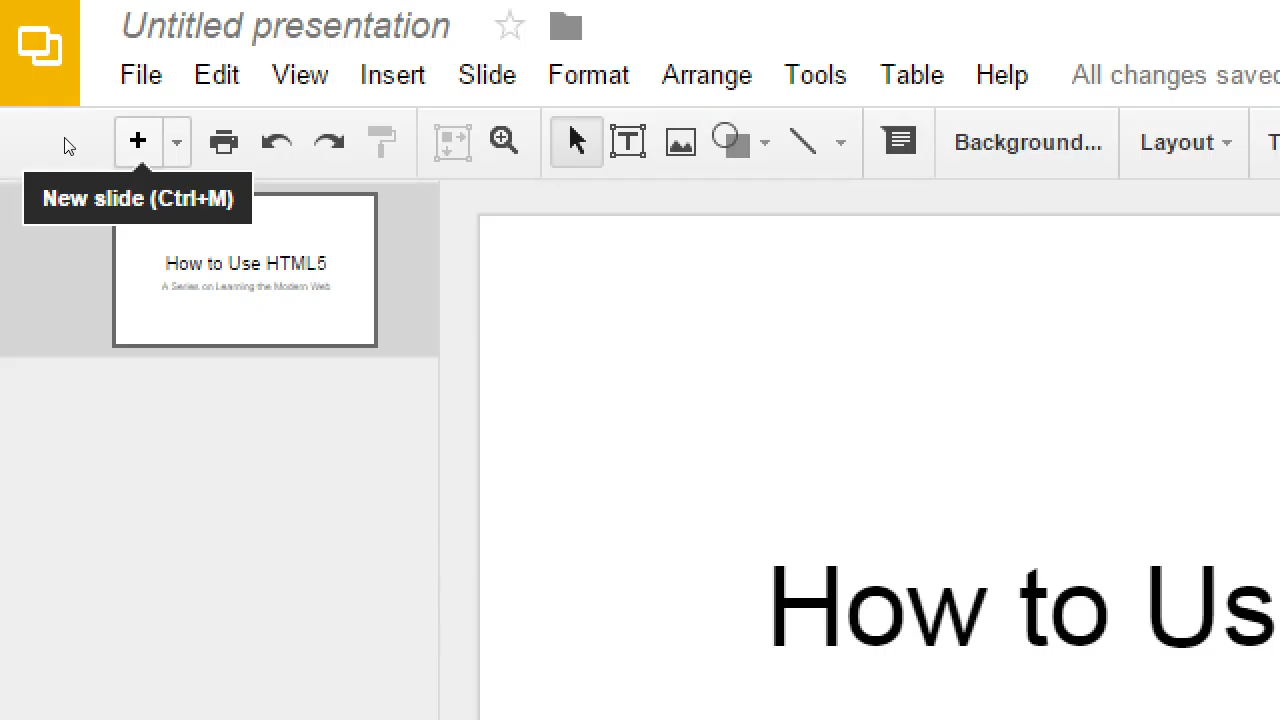 Untitled presentation
File Edit View Insert Slide Format Arrange Tools Table Help All changes saved
Background... Layout T
New slide (Ctrl+M)
How to Use HTML5
A Series on Learning the Modern Web
How to Us